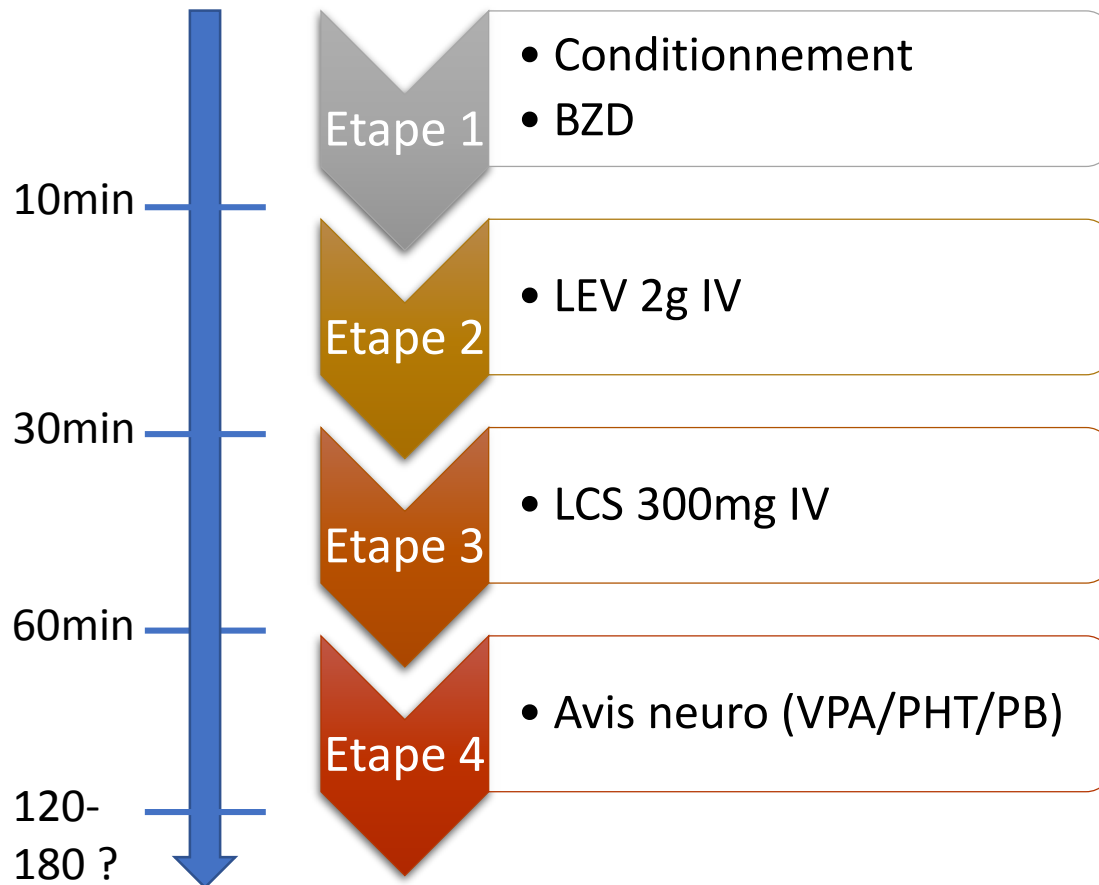 Etape 1
• Conditionnement
• BZD
10min
Etape 2
• LEV 2g IV
30min
Etape 3
• LCS 300mg IV
60min
Etape 4
• Avis neuro (VPA/PHT/PB)
120-
180 ?